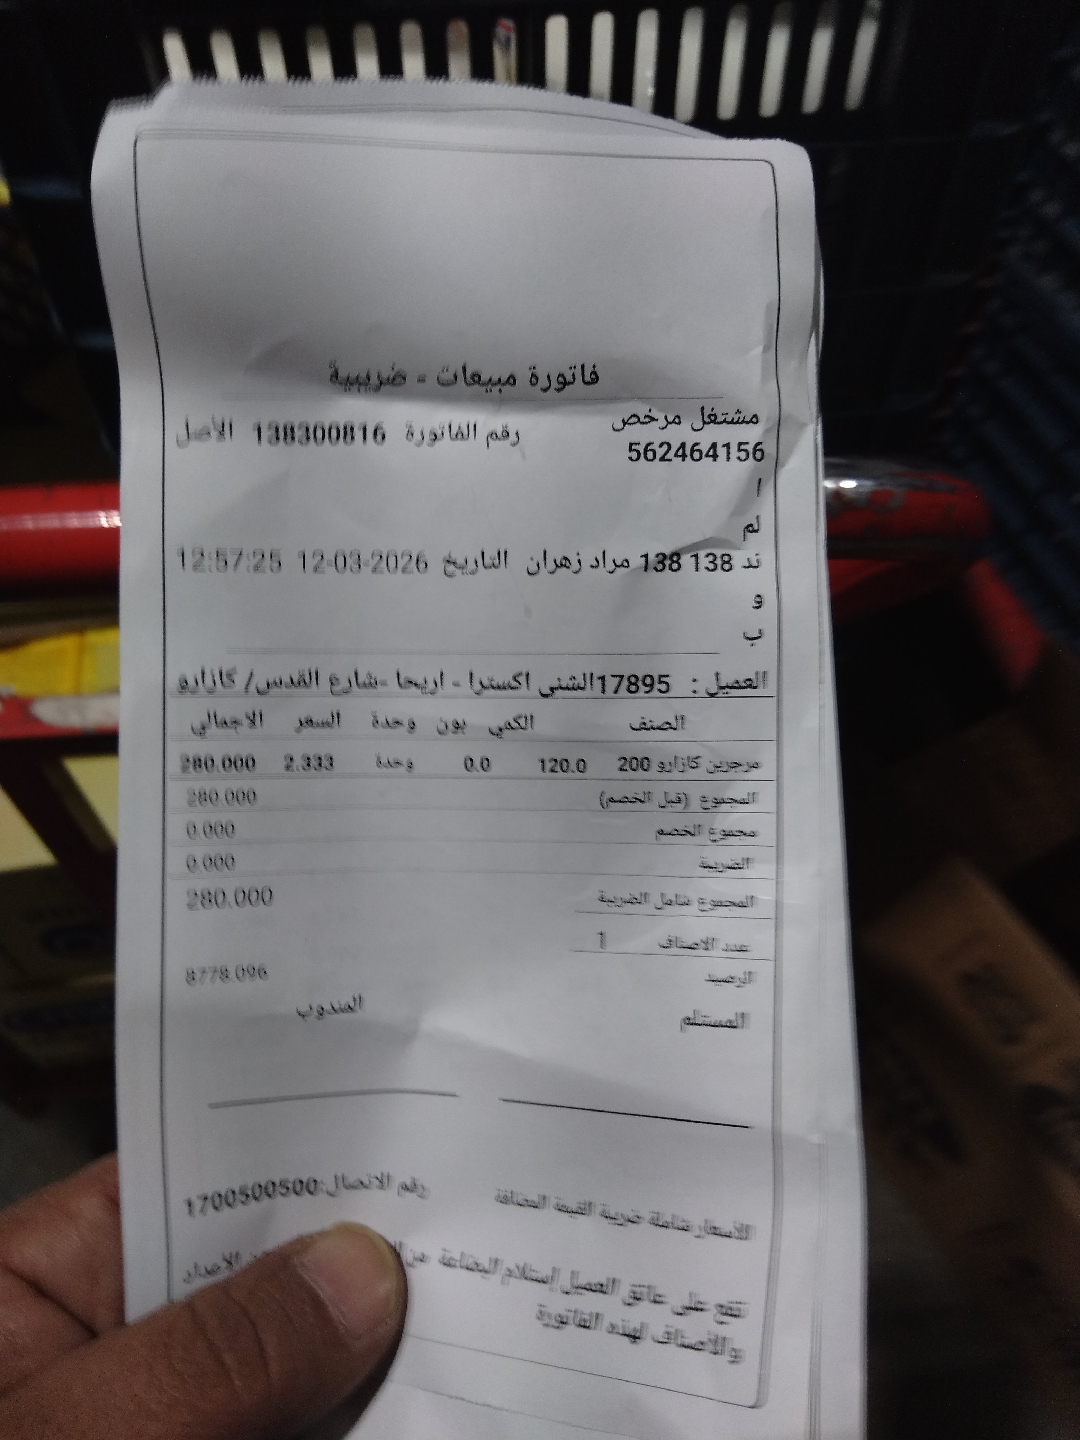 فاتورة مبيعات - ضريبية
مشتغل مرخص رقم الفاتورة 138300816 الأصل
562464156
ا
لم
ند 138 138 مراد زهران التاريخ 12-03-2026 12:57:25
و
ب
العميل : 17895الشني اكسترا - اريحا -شارع القدس/ كازارو
الصنف الكمي بون وحدة السعر الاجمالي
مرجرين كازارو 200 120.0 0.0 وحدة 2.333 280.000
المجموع (قبل الخصم) 280.000
مجموع الخصم 0.000
الضريبة 0.000
المجموع شامل الضريبة 280.000
عدد الاصناف 1
الرصيد 8778.096
المستلم المندوب
الأسعار شاملة ضريبة القيمة المضافة رقم الاتصال:1700500500
تقع على عاتق العميل إستلام البضاعة الأعداد
والأصناف لهذه الفاتورة